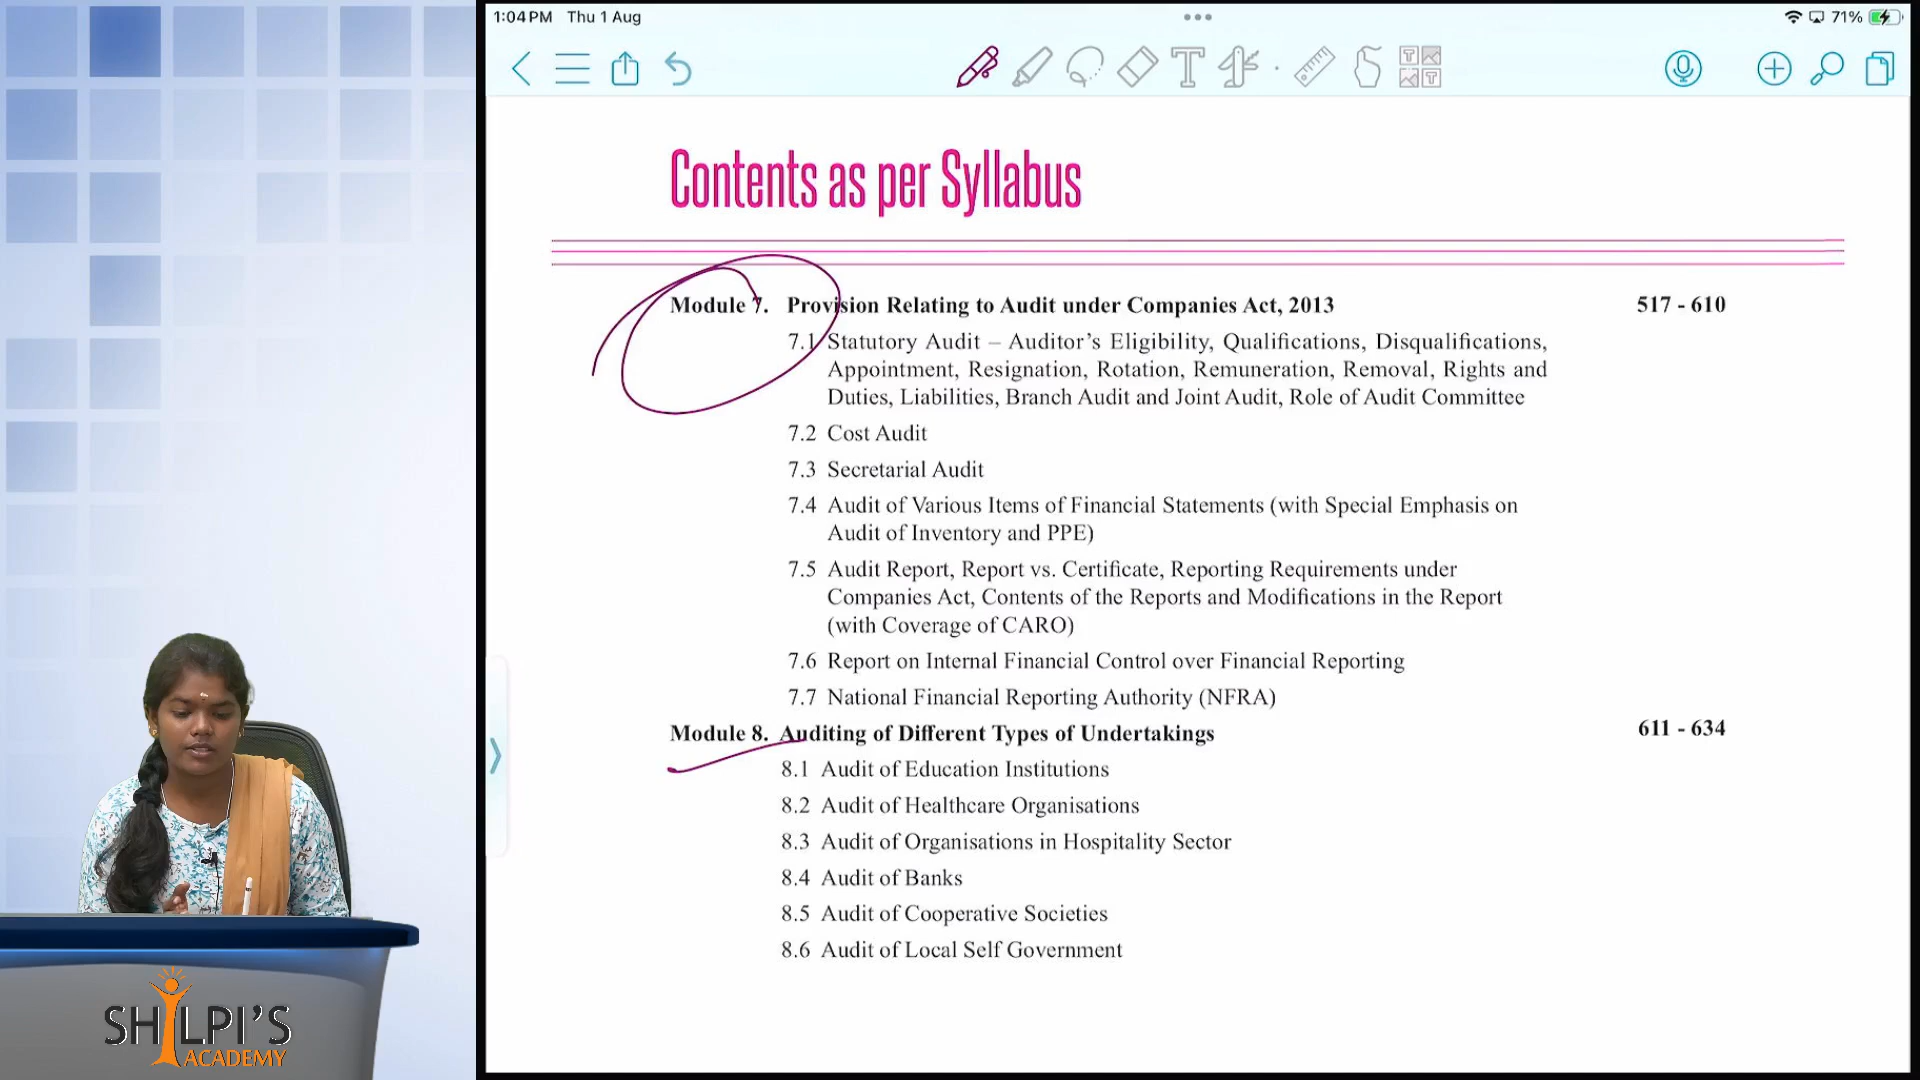 1:04 PM Thu 1 Aug
71%
Contents as per Syllabus
Module 7. Provision Relating to Audit under Companies Act, 2013 517 - 610
7.1 Statutory Audit – Auditor's Eligibility, Qualifications, Disqualifications,
Appointment, Resignation, Rotation, Remuneration, Removal, Rights and
Duties, Liabilities, Branch Audit and Joint Audit, Role of Audit Committee
7.2 Cost Audit
7.3 Secretarial Audit
7.4 Audit of Various Items of Financial Statements (with Special Emphasis on
Audit of Inventory and PPE)
7.5 Audit Report, Report vs. Certificate, Reporting Requirements under
Companies Act, Contents of the Reports and Modifications in the Report
(with Coverage of CARO)
7.6 Report on Internal Financial Control over Financial Reporting
7.7 National Financial Reporting Authority (NFRA)
Module 8. Auditing of Different Types of Undertakings 611 - 634
8.1 Audit of Education Institutions
8.2 Audit of Healthcare Organisations
8.3 Audit of Organisations in Hospitality Sector
8.4 Audit of Banks
8.5 Audit of Cooperative Societies
8.6 Audit of Local Self Government
SHILPI'S
ACADEMY